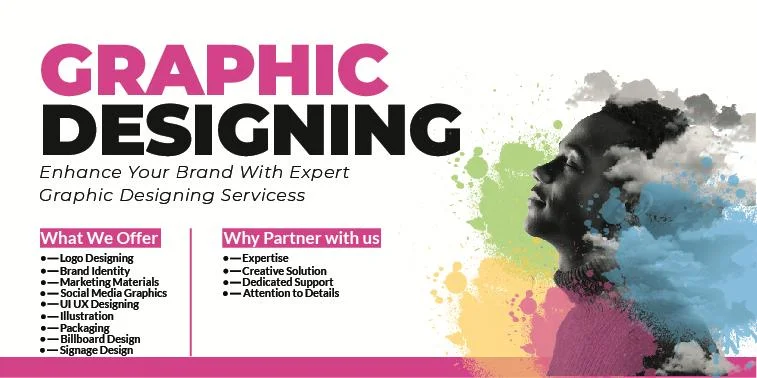 GRAPHIC
DESIGNING
Enhance Your Brand With Expert
Graphic Designing Servicess
What We Offer
•—Logo Designing
•—Brand Identity
•—Marketing Materials
•—Social Media Graphics
•—UI UX Designing
•—Illustration
•—Packaging
•—Billboard Design
•—Signage Design
Why Partner with us
•—Expertise
•—Creative Solution
•—Dedicated Support
•—Attention to Details